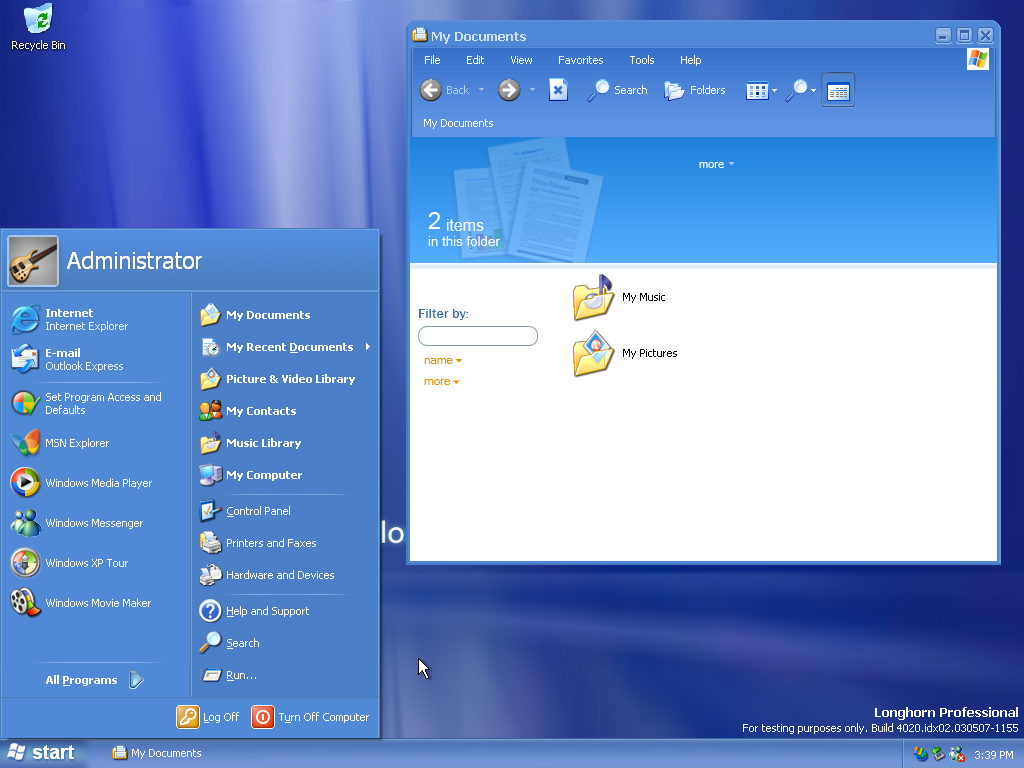 Recycle Bin
My Documents
File Edit View Favorites Tools Help
Back Search Folders
My Documents
more
2 items
in this folder
Filter by:
name
more
My Music
My Pictures
Administrator
Internet
Internet Explorer
E-mail
Outlook Express
Set Program Access and
Defaults
MSN Explorer
Windows Media Player
Windows Messenger
Windows XP Tour
Windows Movie Maker
All Programs
My Documents
My Recent Documents
Picture & Video Library
My Contacts
Music Library
My Computer
Control Panel
Printers and Faxes
Hardware and Devices
Help and Support
Search
Run...
Log Off Turn Off Computer
lo
Longhorn Professional
For testing purposes only. Build 4020.idx02.030507-1155
start My Documents 3:39 PM